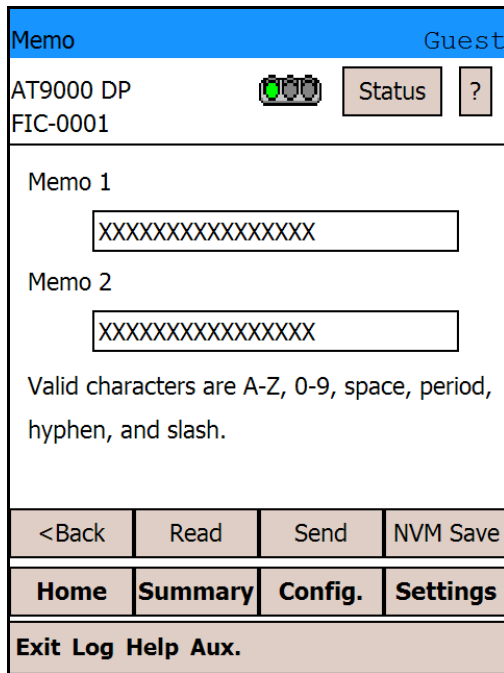 Memo Guest
AT9000 DP Status ?
FIC-0001
Memo 1
XXXXXXXXXXXXXXXX
Memo 2
XXXXXXXXXXXXXXXX
Valid characters are A-Z, 0-9, space, period,
hyphen, and slash.
<Back Read Send NVM Save
Home Summary Config. Settings
Exit Log Help Aux.